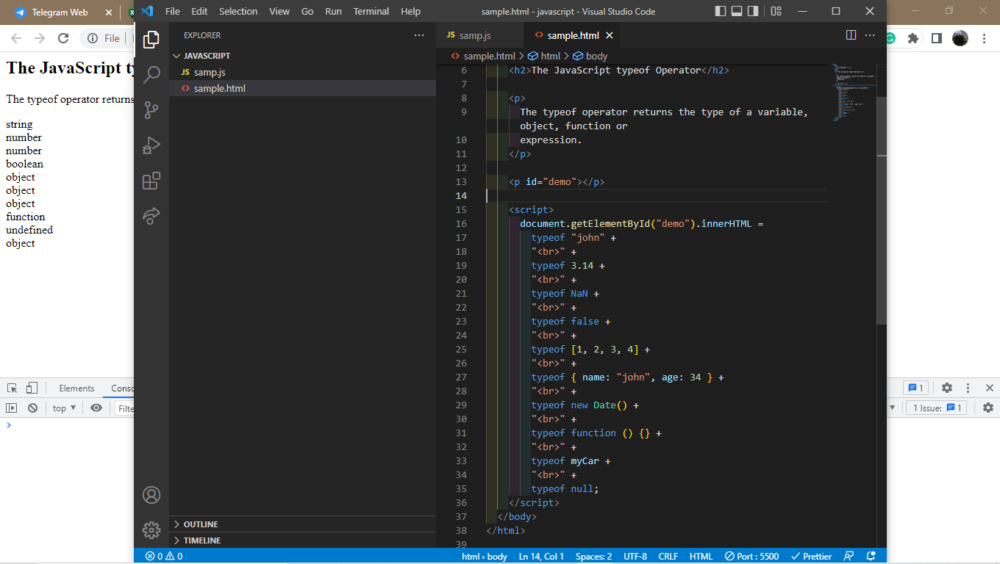 Telegram Web
File
The JavaScript ty
The typeof operator returns
string
number
number
boolean
object
object
object
function
undefined
object
Elements
Conso
top
Filte
1
1 Issue:
1
File Edit Selection View Go Run Terminal Help
sample.html - javascript - Visual Studio Code
EXPLORER
JAVASCRIPT
JS samp.js
<> sample.html
OUTLINE
TIMELINE
JS samp.js
<> sample.html
<> sample.html > html > body
6 <h2>The JavaScript typeof Operator</h2>
7
8 <p>
9 The typeof operator returns the type of a variable,
object, function or
10 expression.
11 </p>
12
13 <p id="demo"></p>
14
15 <script>
16 document.getElementById("demo").innerHTML =
17 typeof "john" +
18 "<br>" +
19 typeof 3.14 +
20 "<br>" +
21 typeof NaN +
22 "<br>" +
23 typeof false +
24 "<br>" +
25 typeof [1, 2, 3, 4] +
26 "<br>" +
27 typeof { name: "john", age: 34 } +
28 "<br>" +
29 typeof new Date() +
30 "<br>" +
31 typeof function () {} +
32 "<br>" +
33 typeof myCar +
34 "<br>" +
35 typeof null;
36 </script>
37 </body>
38 </html>
39
0 0
html › body
Ln 14, Col 1
Spaces: 2
UTF-8
CRLF
HTML
Port : 5500
Prettier